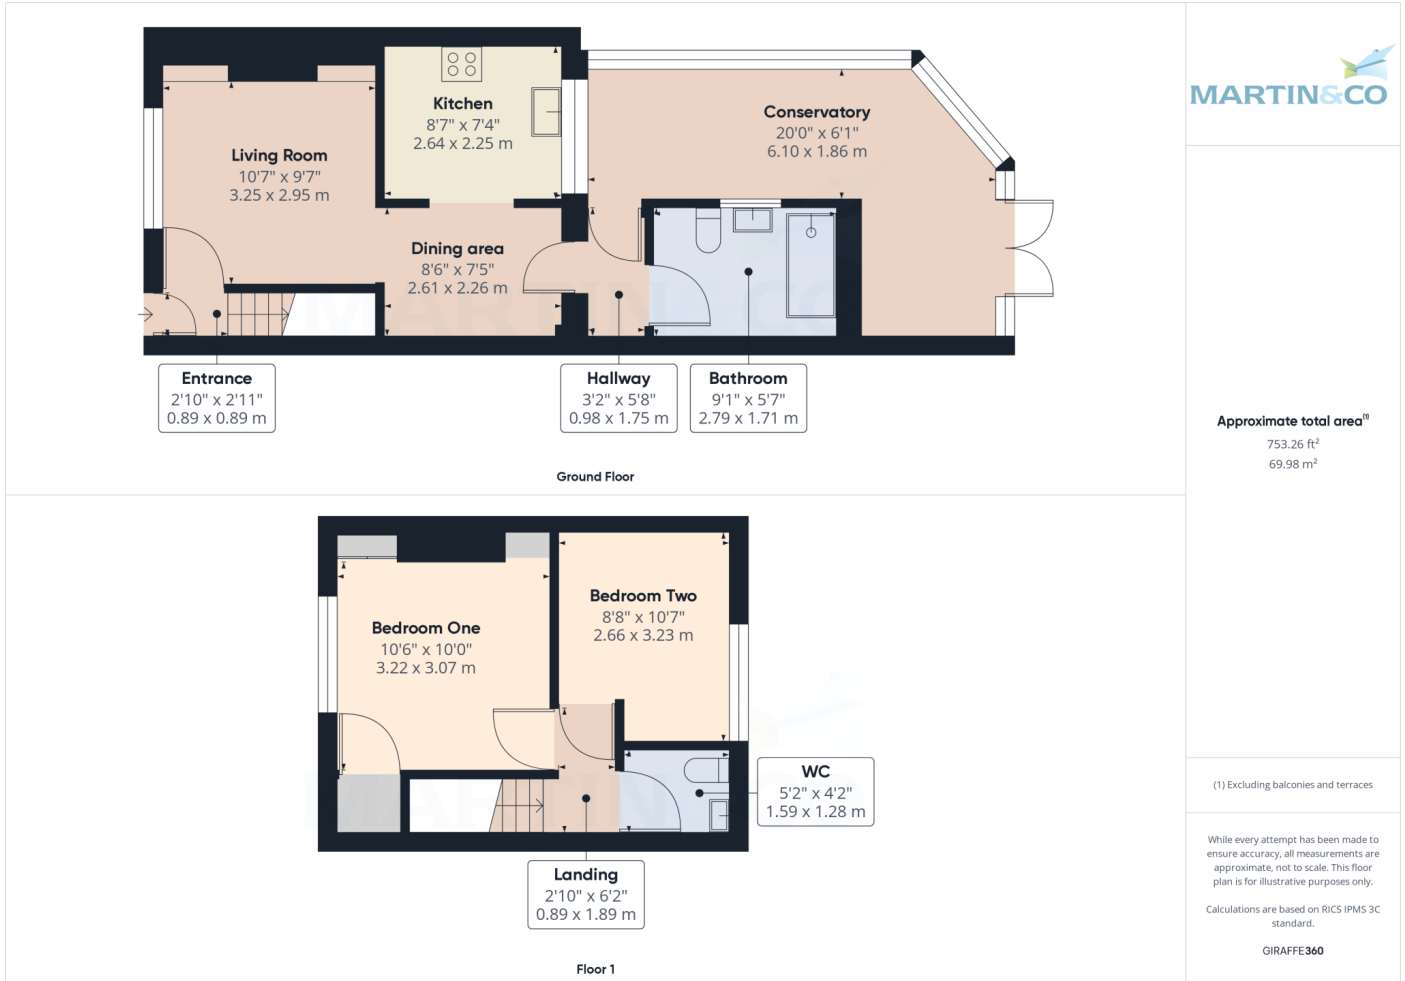 Kitchen
8'7" x 7'4"
2.64 x 2.25 m
Living Room
10'7" x 9'7"
3.25 x 2.95 m
Dining area
8'6" x 7'5"
2.61 x 2.26 m
Conservatory
20'0" x 6'1"
6.10 x 1.86 m
Entrance
2'10" x 2'11"
0.89 x 0.89 m
Hallway
3'2" x 5'8"
0.98 x 1.75 m
Bathroom
9'1" x 5'7"
2.79 x 1.71 m
Ground Floor
Bedroom One
10'6" x 10'0"
3.22 x 3.07 m
Bedroom Two
8'8" x 10'7"
2.66 x 3.23 m
WC
5'2" x 4'2"
1.59 x 1.28 m
Landing
2'10" x 6'2"
0.89 x 1.89 m
Floor 1
MARTIN&CO
MARTIN&CO
MARTIN&CO
Approximate total area⁽¹⁾
753.26 ft²
69.98 m²
(1) Excluding balconies and terraces
While every attempt has been made to
ensure accuracy, all measurements are
approximate, not to scale. This floor
plan is for illustrative purposes only.
Calculations are based on RICS IPMS 3C
standard.
GIRAFFE360